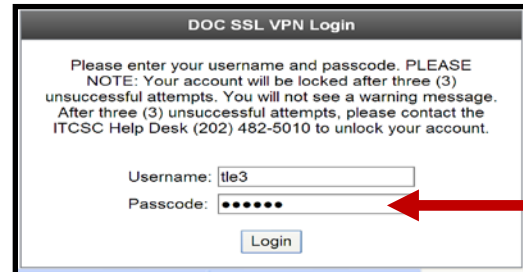 DOC SSL VPN Login
Please enter your username and passcode. PLEASE
NOTE: Your account will be locked after three (3)
unsuccessful attempts. You will not see a warning message.
After three (3) unsuccessful attempts, please contact the
ITCSC Help Desk (202) 482-5010 to unlock your account.
Username: tle3
Passcode: ●●●●●●
Login